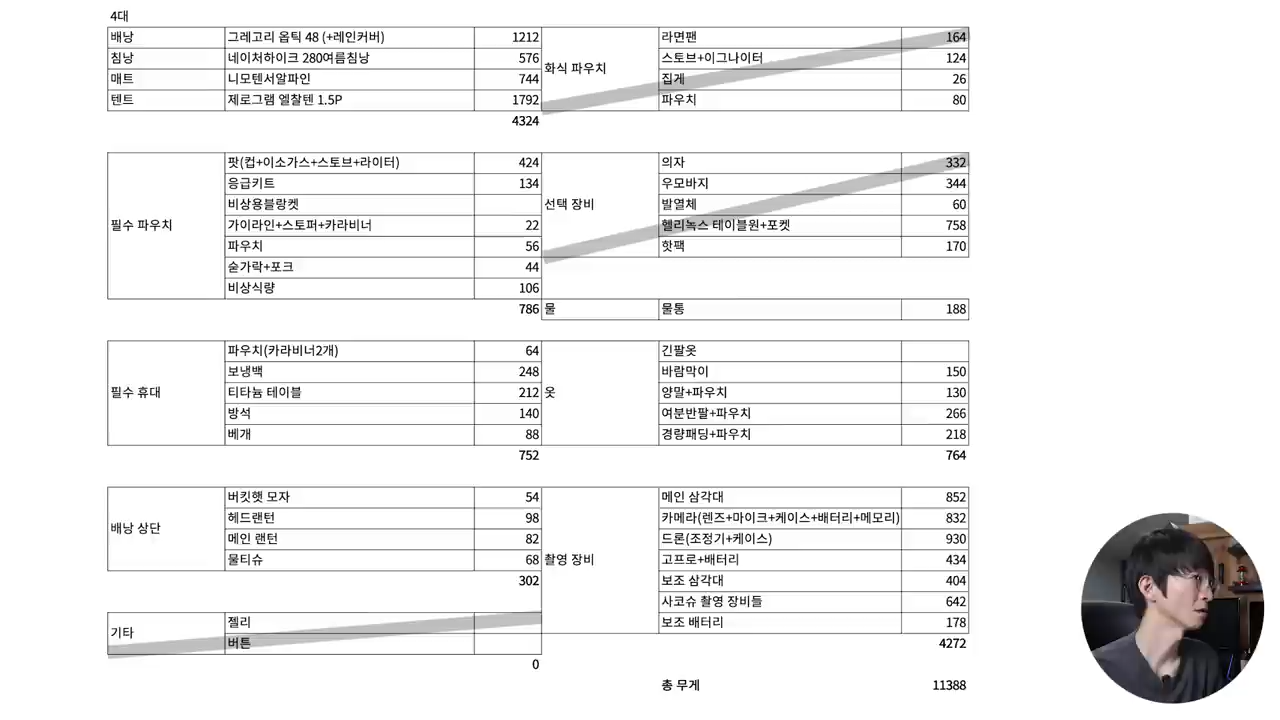 4대
배낭 그레고리 옵틱 48 (+레인커버) 1212
침낭 네이처하이크 280여름침낭 576
매트 니모텐서알파인 744
텐트 제로그램 엘찰텐 1.5P 1792
4324
화식 파우치
라면팬 164
스토브+이그나이터 124
집게 26
파우치 80
필수 파우치
팟(컵+이소가스+스토브+라이터) 424
응급키트 134
비상용블랑켓
가이라인+스토퍼+카라비너 22
파우치 56
숟가락+포크 44
비상식량 106
786
선택 장비
의자 332
우모바지 344
발열체 60
헬리녹스 테이블원+포켓 758
핫팩 170
물 물통 188
필수 휴대
파우치(카라비너2개) 64
보냉백 248
티타늄 테이블 212
방석 140
베개 88
752
옷
긴팔옷
바람막이 150
양말+파우치 130
여분반팔+파우치 266
경량패딩+파우치 218
764
배낭 상단
버킷햇 모자 54
헤드랜턴 98
메인 랜턴 82
물티슈 68
302
기타
젤리
버튼
0
촬영 장비
메인 삼각대 852
카메라(렌즈+마이크+케이스+배터리+메모리) 832
드론(조정기+케이스) 930
고프로+배터리 434
보조 삼각대 404
사코슈 촬영 장비들 642
보조 배터리 178
4272
총 무게 11388